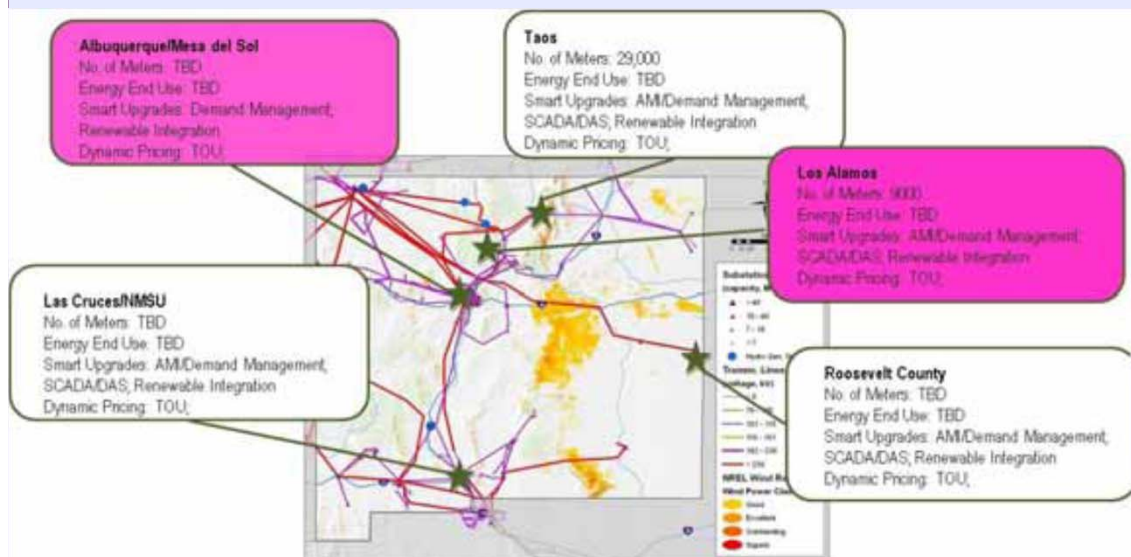 Albuquerque/Mesa del Sol
No. of Meters: TBD
Energy End Use: TBD
Smart Upgrades: Demand Management;
Renewable Integration
Dynamic Pricing: TOU;
Taos
No. of Meters: 29,000
Energy End Use: TBD
Smart Upgrades: AMI/Demand Management,
SCADA/DAS; Renewable Integration
Dynamic Pricing: TOU;
Los Alamos
No. of Meters: 9000
Energy End Use: TBD
Smart Upgrades: AMI/Demand Management;
SCADA/DAS; Renewable Integration
Dynamic Pricing: TOU;
Las Cruces/NMSU
No. of Meters: TBD
Energy End Use: TBD
Smart Upgrades: AMI/Demand Management;
SCADA/DAS; Renewable Integration
Dynamic Pricing: TOU;
Roosevelt County
No. of Meters: TBD
Energy End Use: TBD
Smart Upgrades: AMI/Demand Management;
SCADA/DAS; Renewable Integration
Dynamic Pricing: TOU;
Hydro Gen.
NREL Wind
Wind Power
Good
Excellent
Outstanding
Superb